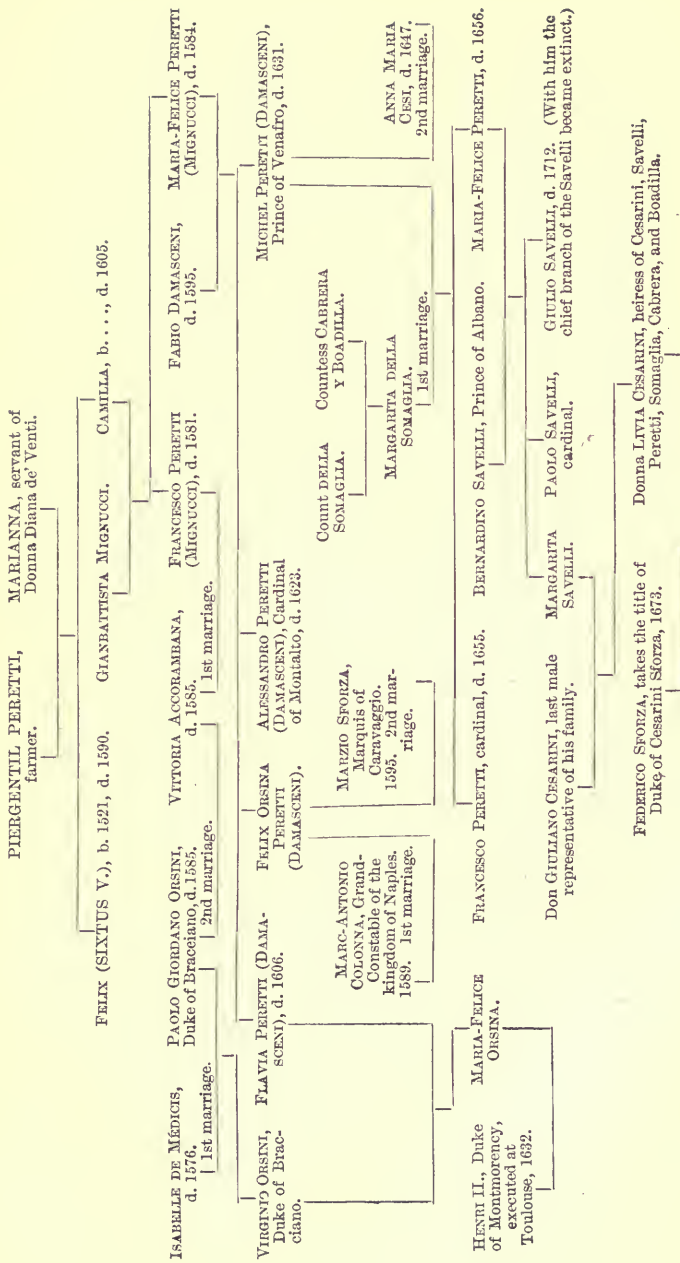 PIERGENTIL PERETTI,
farmer.
MARIANNA, servant of
Donna Diana de' Venti.
FELIX (SIXTUS V.), b. 1521, d. 1590.
GIANBATTISTA MIGNUCCI.
CAMILLA, b. . . ., d. 1605.
ISABELLE DE MÉDICIS,
d. 1576.
1st marriage.
PAOLO GIORDANO ORSINI,
Duke of Bracciano, d. 1585.
2nd marriage.
VITTORIA ACCORAMBANA,
d. 1585.
1st marriage.
FRANCESCO PERETTI
(MIGNUCCI), d. 1581.
FABIO DAMASCENI,
d. 1595.
MARIA-FELICE PERETTI
(MIGNUCCI), d. 1584.
VIRGINIO ORSINI,
Duke of Brac-
ciano.
FLAVIA PERETTI (DAMA-
SCENI), d. 1606.
FELIX ORSINA
PERETTI
(DAMASCENI).
ALESSANDRO PERETTI
(DAMASCENI), Cardinal
of Montalto, d. 1623.
MICHEL PERETTI (DAMASCENI),
Prince of Venafro, d. 1631.
MARC-ANTONIO
COLONNA, Grand-
Constable of the
kingdom of Naples.
1589. 1st marriage.
MARZIO SFORZA,
Marquis of
Caravaggio.
1595. 2nd mar-
riage.
Count DELLA
SOMAGLIA.
Countess CABRERA
Y BOADILLA.
MARGARITA DELLA
SOMAGLIA.
1st marriage.
ANNA MARIA
CESI, d. 1647.
2nd marriage.
HENRI II., Duke
of Montmorency,
executed at
Toulouse, 1632.
MARIA-FELICE
ORSINA.
FRANCESCO PERETTI, cardinal, d. 1655.
BERNARDINO SAVELLI, Prince of Albano.
MARIA-FELICE PERETTI, d. 1656.
Don GIULIANO CESARINI, last male
representative of his family.
MARGARITA
SAVELLI.
PAOLO SAVELLI,
cardinal.
GIULIO SAVELLI, d. 1712. (With him the
chief branch of the Savelli became extinct.)
FEDERICO SFORZA, takes the title of
Duke of Cesarini Sforza, 1673.
Donna LIVIA CESARINI, heiress of Cesarini, Savelli,
Peretti, Somaglia, Cabrera, and Boadilla.